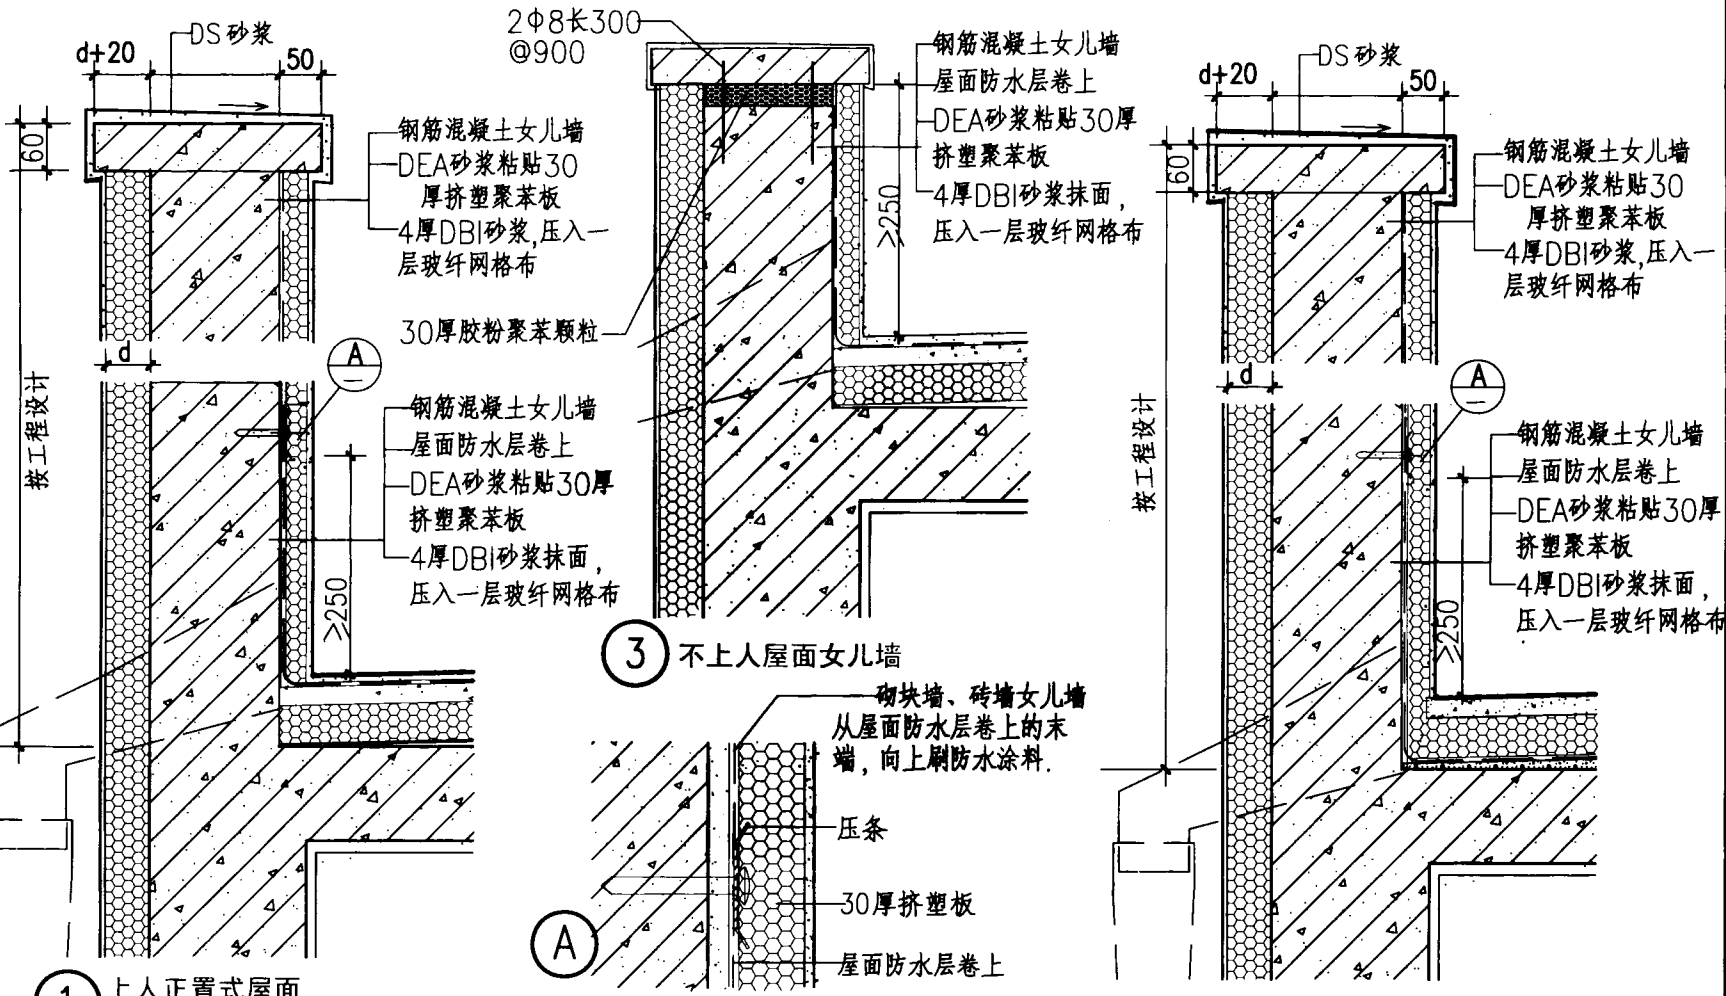 d+20
DS砂浆
50
60
钢筋混凝土女儿墙
DEA砂浆粘贴30
厚挤塑聚苯板
4厚DBI砂浆,压入一
层玻纤网格布
d
A
按工程设计
钢筋混凝土女儿墙
屋面防水层卷上
DEA砂浆粘贴30厚
挤塑聚苯板
4厚DBI砂浆抹面，
压入一层玻纤网格布
≥250
上人正置式屋面
2Φ8长300
@900
钢筋混凝土女儿墙
屋面防水层卷上
DEA砂浆粘贴30厚
挤塑聚苯板
4厚DBI砂浆抹面，
压入一层玻纤网格布
≥250
30厚胶粉聚苯颗粒
3 不上人屋面女儿墙
砌块墙、砖墙女儿墙
从屋面防水层卷上的末
端，向上刷防水涂料.
压条
30厚挤塑板
屋面防水层卷上
A
d+20
DS砂浆
50
60
钢筋混凝土女儿墙
DEA砂浆粘贴30
厚挤塑聚苯板
4厚DBI砂浆,压入一
层玻纤网格布
d
A
按工程设计
钢筋混凝土女儿墙
屋面防水层卷上
DEA砂浆粘贴30厚
挤塑聚苯板
4厚DBI砂浆抹面，
压入一层玻纤网格布
≥250